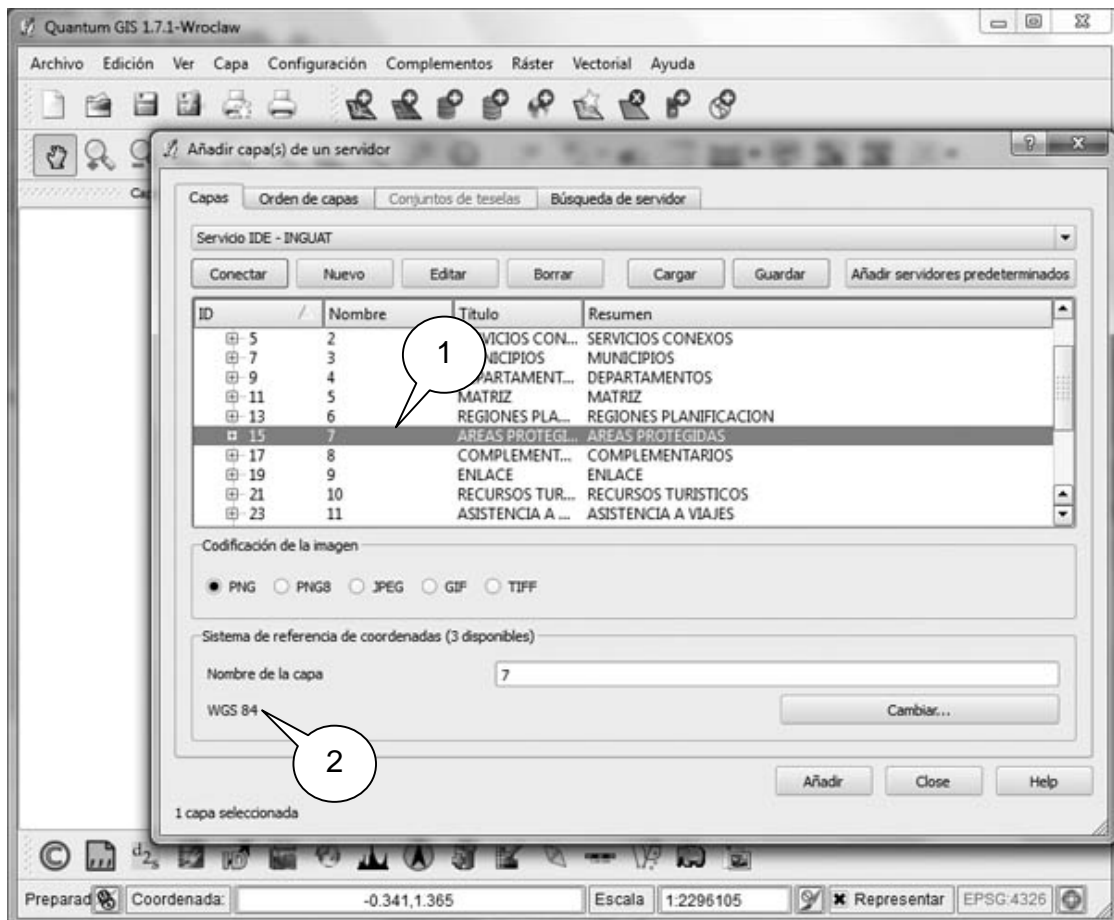 Quantum GIS 1.7.1-Wroclaw
Archivo Edición Ver Capa Configuración Complementos Ráster Vectorial Ayuda
Añadir capa(s) de un servidor
Capas Orden de capas Conjuntos de teselas Búsqueda de servidor
Servicio IDE - INGUAT
Conectar Nuevo Editar Borrar Cargar Guardar Añadir servidores predeterminados
ID Nombre Título Resumen
5 2 VICIOS CON... SERVICIOS CONEXOS
7 3 NICIPIOS MUNICIPIOS
9 4 PARTAMENT... DEPARTAMENTOS
11 5 MATRIZ MATRIZ
13 6 REGIONES PLA... REGIONES PLANIFICACION
15 7 AREAS PROTEGI... AREAS PROTEGIDAS
17 8 COMPLEMENT... COMPLEMENTARIOS
19 9 ENLACE ENLACE
21 10 RECURSOS TUR... RECURSOS TURISTICOS
23 11 ASISTENCIA A ... ASISTENCIA A VIAJES
1
Codificación de la imagen
PNG PNG8 JPEG GIF TIFF
Sistema de referencia de coordenadas (3 disponibles)
Nombre de la capa 7
WGS 84 Cambiar...
2
Añadir Close Help
1 capa seleccionada
Preparad Coordenada: -0.341,1.365 Escala 1:2296105 Representar EPSG:4326